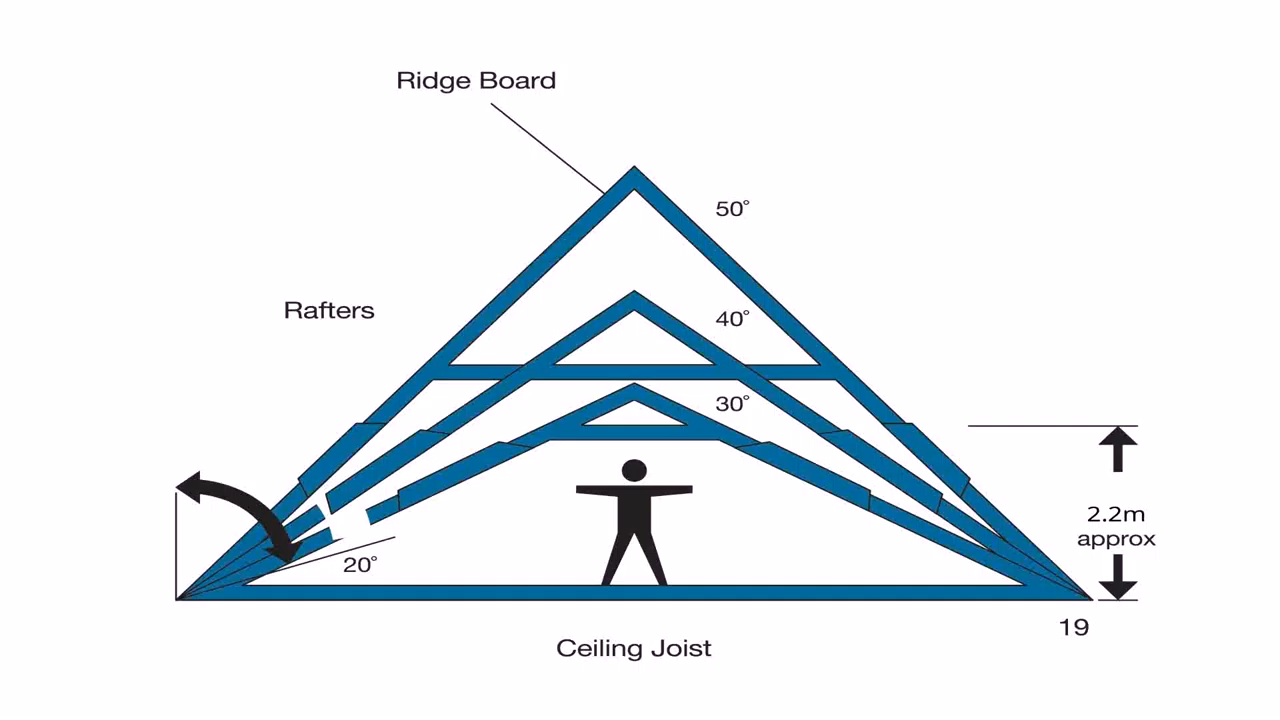 Ridge Board
50°
Rafters
40°
30°
2.2m
approx
20°
19
Ceiling Joist